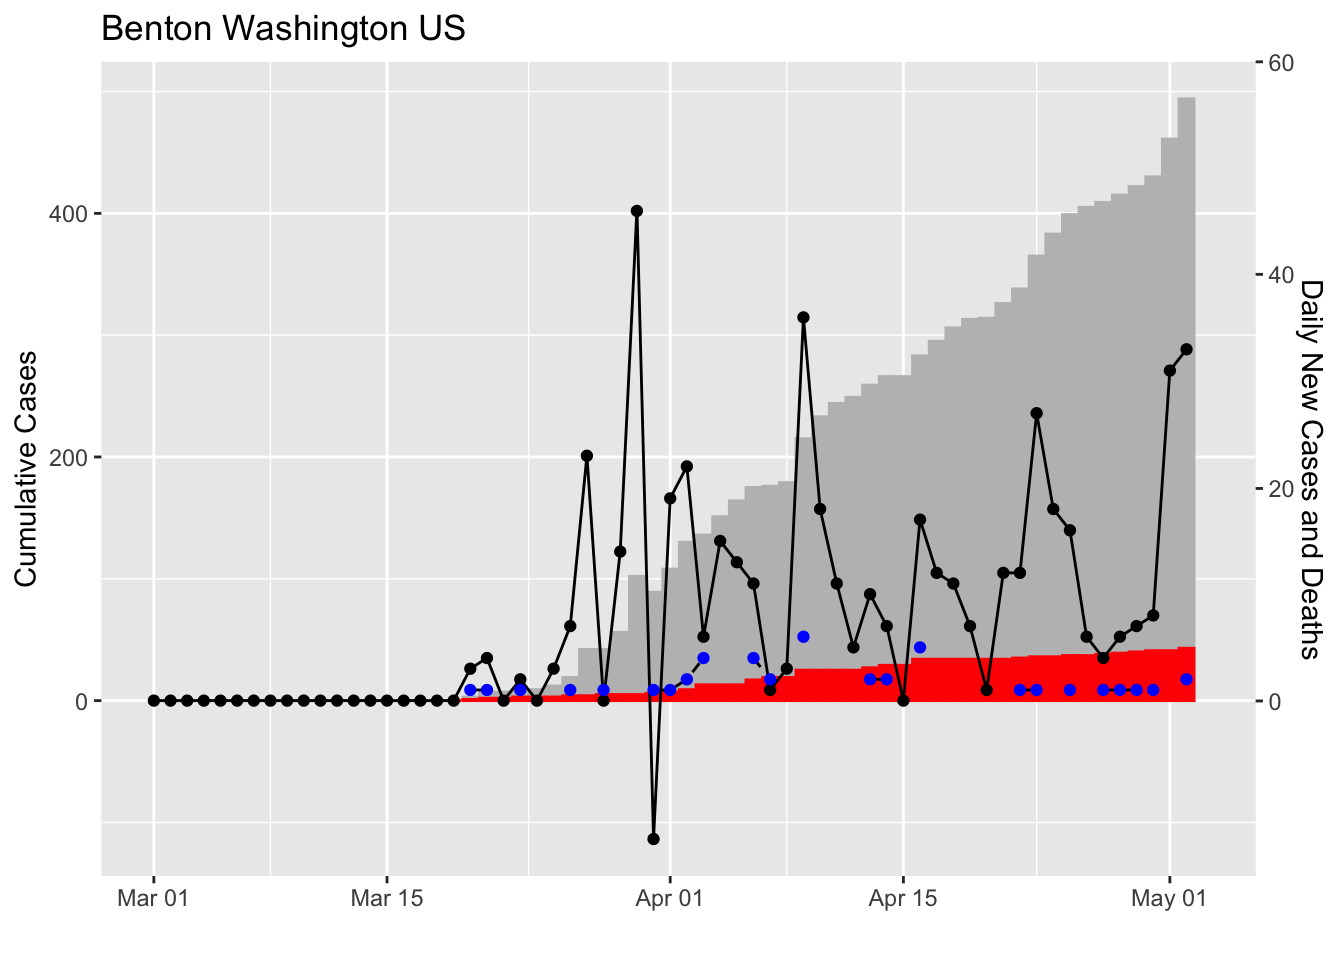 Benton Washington US
60
400
40
200
20
0
0
Cumulative Cases
Daily New Cases and Deaths
Mar 01
Mar 15
Apr 01
Apr 15
May 01